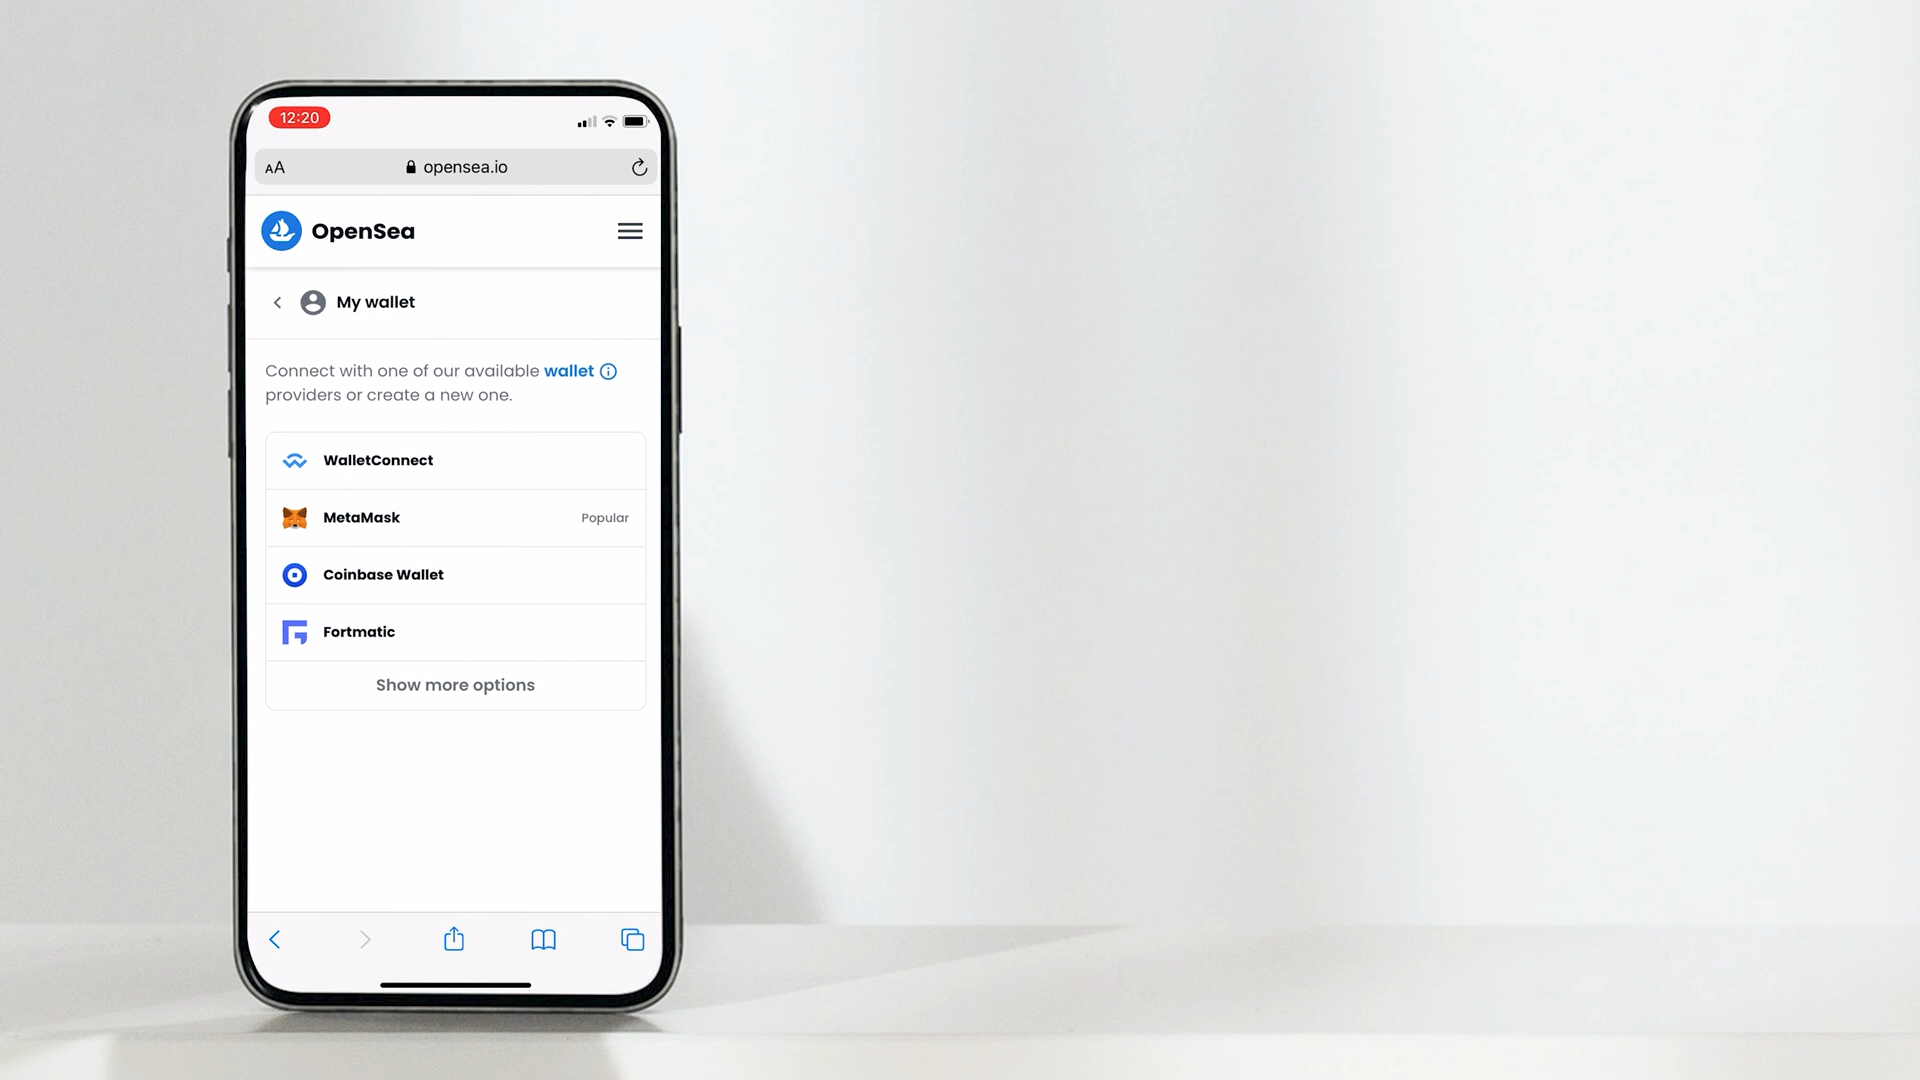 12:20
AA opensea.io
OpenSea
My wallet
Connect with one of our available wallet
providers or create a new one.
WalletConnect
MetaMask Popular
Coinbase Wallet
Fortmatic
Show more options